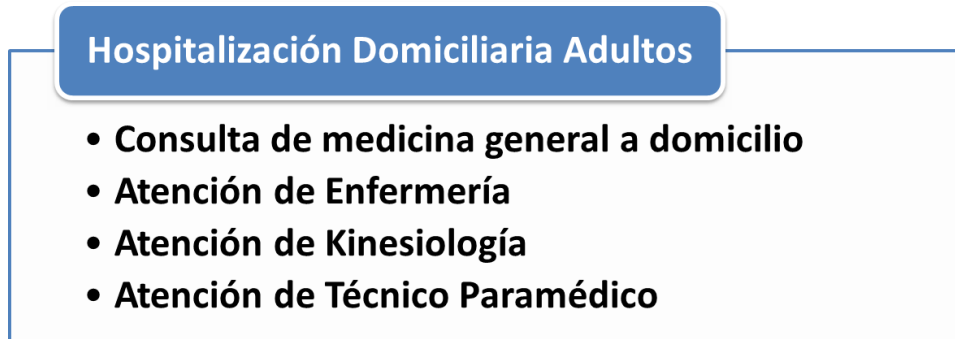 Hospitalización Domiciliaria Adultos
• Consulta de medicina general a domicilio
• Atención de Enfermería
• Atención de Kinesiología
• Atención de Técnico Paramédico